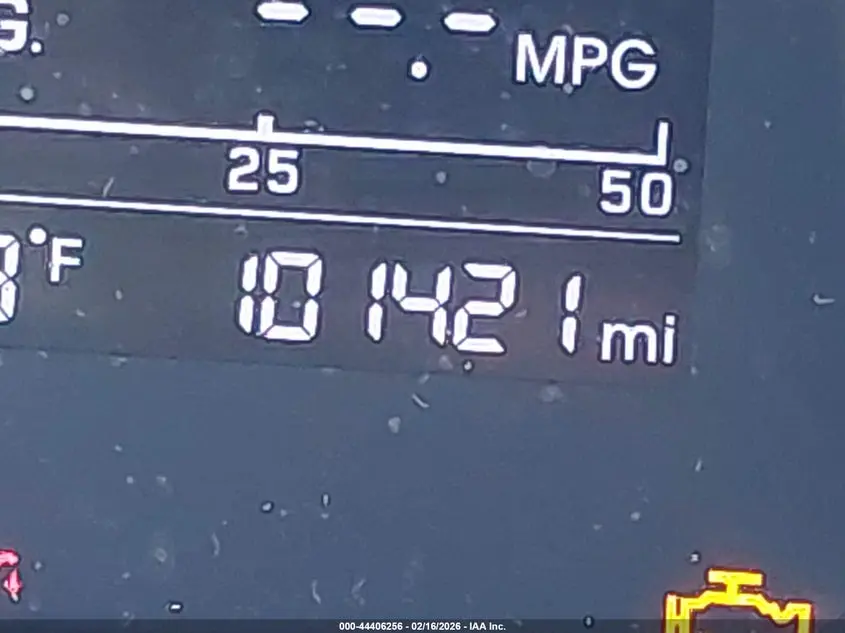 G. - - - . MPG
25 50
°F 101421 mi
000-44406256 - 02/16/2026 - IAA Inc.